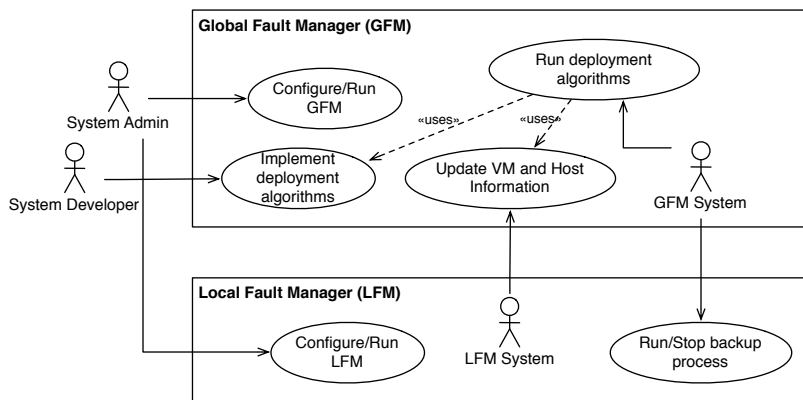 Global Fault Manager (GFM)
Run deployment
algorithms
Configure/Run
GFM
System Admin
«uses»
«uses»
Implement
deployment
algorithms
Update VM and Host
Information
System Developer
GFM System
Local Fault Manager (LFM)
Configure/Run
LFM
LFM System
Run/Stop backup
process